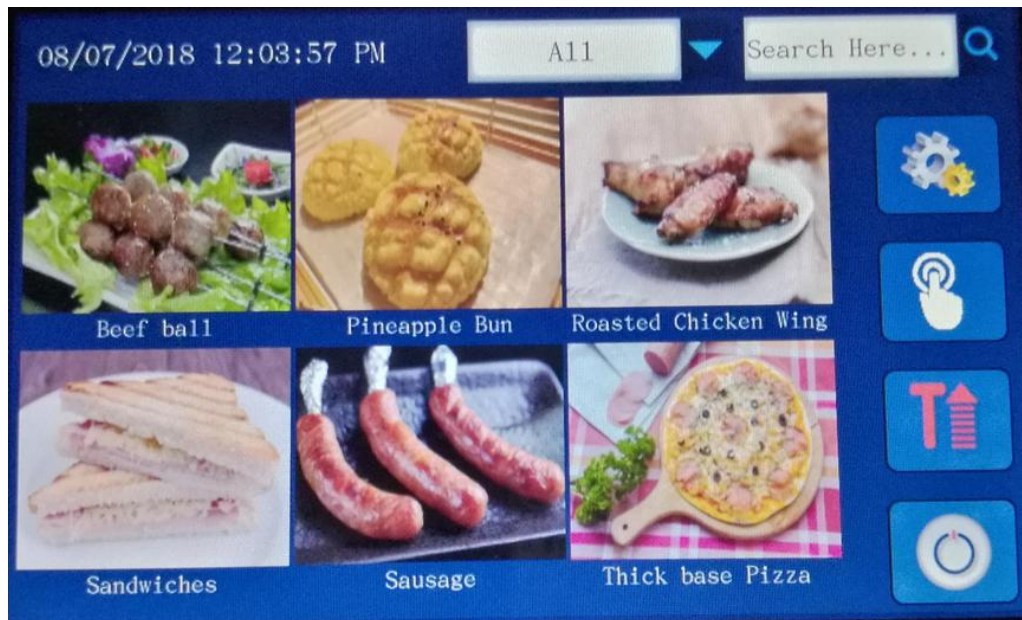 08/07/2018 12:03:57 PM
All
Search Here...
Beef ball
Pineapple Bun
Roasted Chicken Wing
T
Sandwiches
Sausage
Thick base Pizza